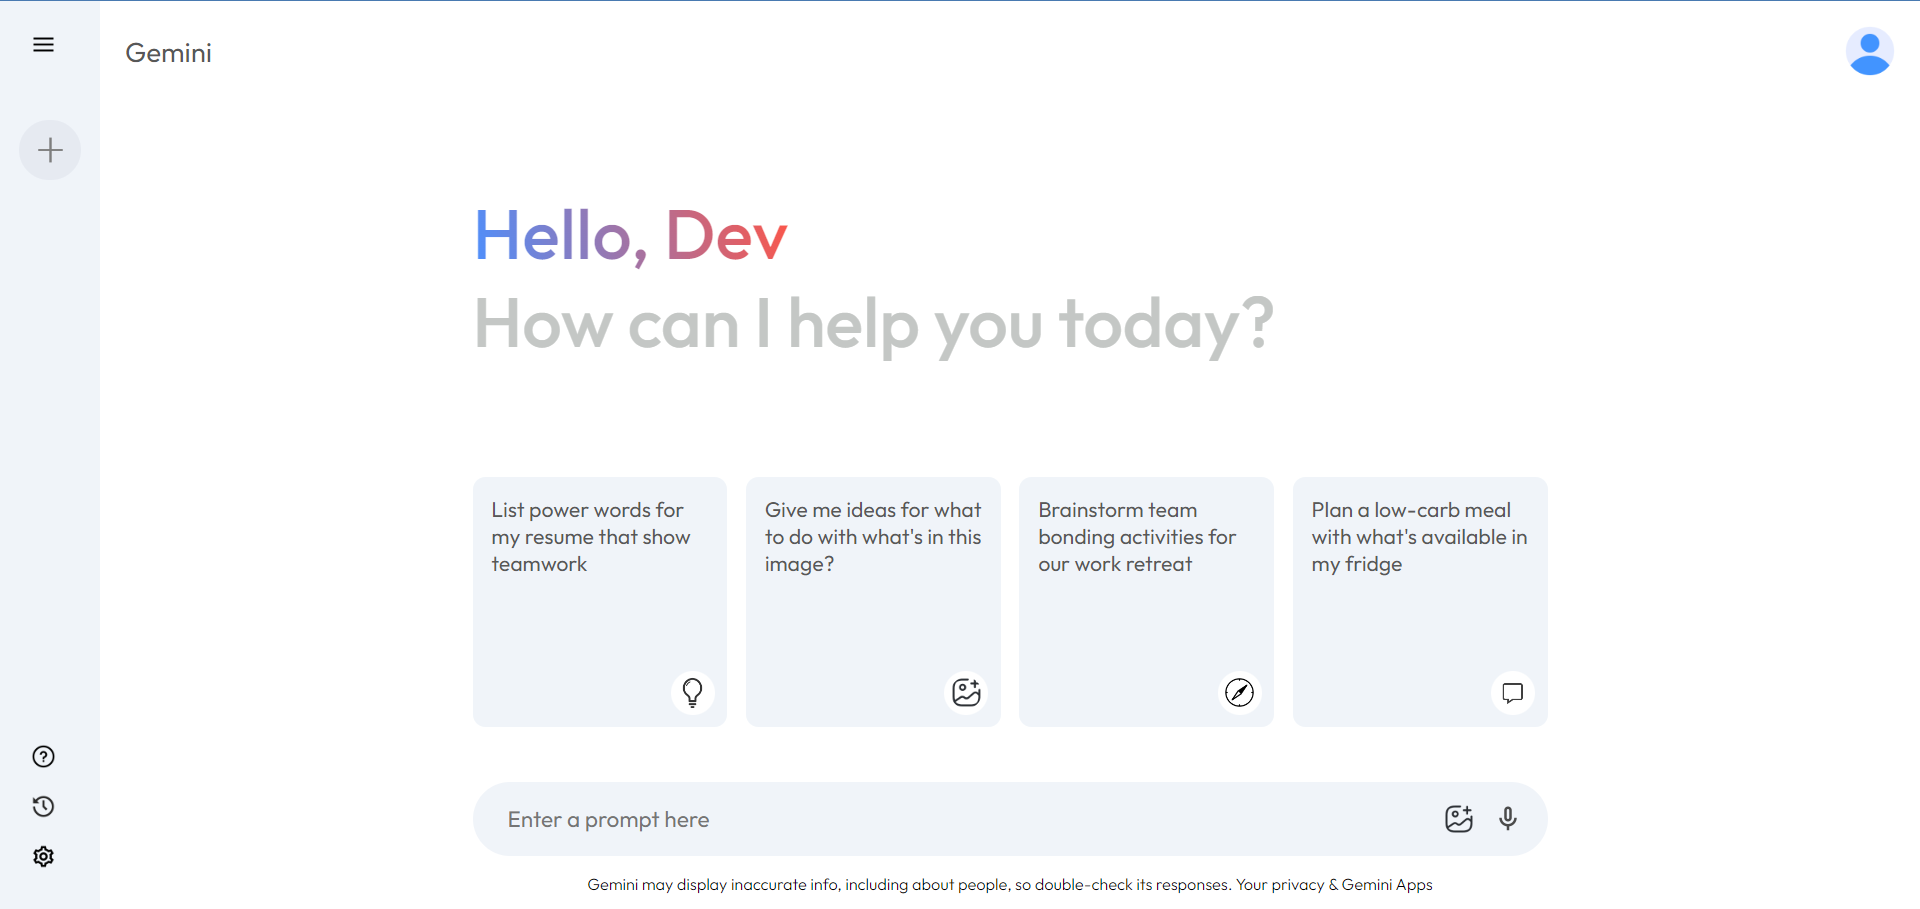 Gemini
Hello, Dev
How can I help you today?
List power words for
my resume that show
teamwork
Give me ideas for what
to do with what's in this
image?
Brainstorm team
bonding activities for
our work retreat
Plan a low-carb meal
with what's available in
my fridge
Enter a prompt here
Gemini may display inaccurate info, including about people, so double-check its responses. Your privacy & Gemini Apps